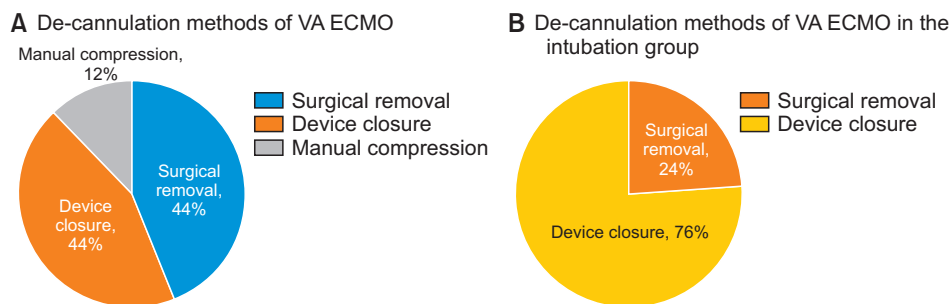 A De-cannulation methods of VA ECMO
Manual compression,
12%
Surgical removal
Device closure
Manual compression
Surgical
removal,
44%
Device
closure,
44%
B De-cannulation methods of VA ECMO in the
intubation group
Surgical removal
Device closure
Surgical
removal,
24%
Device closure, 76%